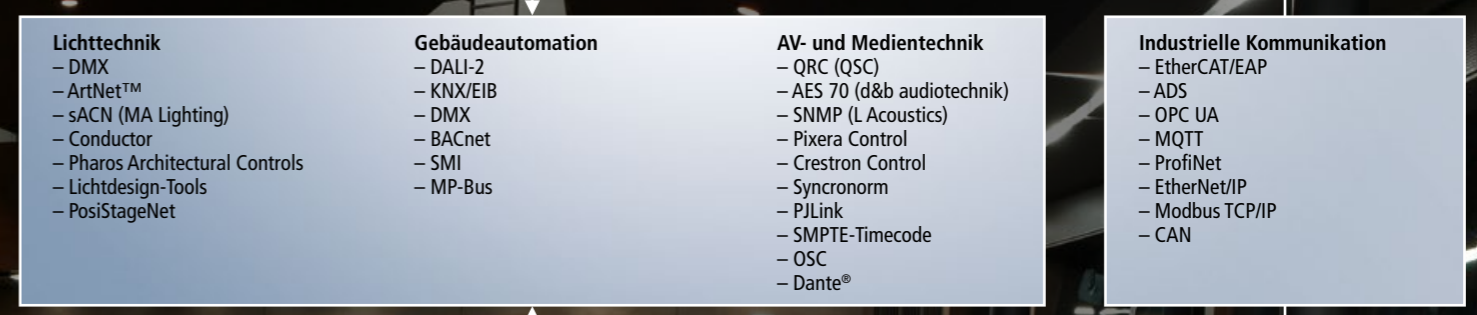 Lichttechnik
– DMX
– ArtNet™
– sACN (MA Lighting)
– Conductor
– Pharos Architectural Controls
– Lichtdesign-Tools
– PosiStageNet
Gebäudeautomation
– DALI-2
– KNX/EIB
– DMX
– BACnet
– SMI
– MP-Bus
AV- und Medientechnik
– QRC (QSC)
– AES 70 (d&b audiotechnik)
– SNMP (L Acoustics)
– Pixera Control
– Crestron Control
– Syncronorm
– PJLink
– SMPTE-Timecode
– OSC
– Dante®
Industrielle Kommunikation
– EtherCAT/EAP
– ADS
– OPC UA
– MQTT
– ProfiNet
– EtherNet/IP
– Modbus TCP/IP
– CAN